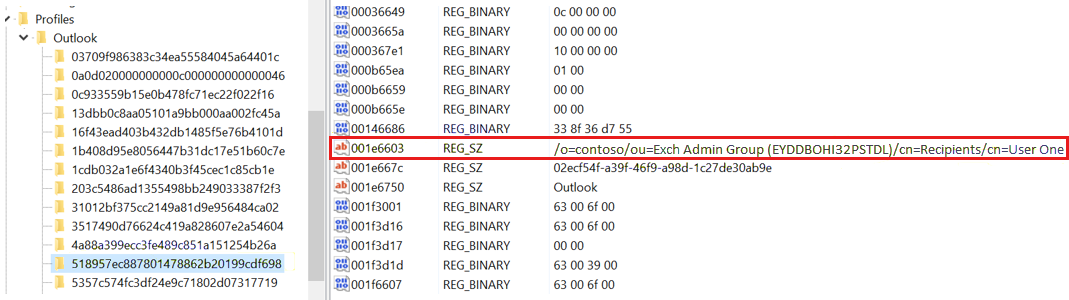 Profiles
Outlook
03709f986383c34ea55584045a64401c
0a0d020000000000c000000000000046
0c933559b15e0b478fc71ec22f022f16
13dbb0c8aa05101a9bb000aa002fc45a
16f43ead403b432db1485f5e76b4101d
1b408d95e8056447b31dc17e51b60c7e
1cdb032a1e6f4340b3f45cec1c85cb1e
203c5486ad1355498bb249033387f2f3
31012bf375cc2149a81d9e956484ca02
3517490d76624c419a828607e2a54604
4a88a399ecc3fe489c851a151254b26a
518957ec887801478862b20199cdf698
5357c574fc3df24e9c71802d07317719
00036649 REG_BINARY 0c 00 00 00
0003665a REG_BINARY 00 00 00 00
000367e1 REG_BINARY 10 00 00 00
000b65ea REG_BINARY 01 00
000b6659 REG_BINARY 00 00
000b665e REG_BINARY 00 00
00146686 REG_BINARY 33 8f 36 d7 55
001e6603 REG_SZ /o=contoso/ou=Exch Admin Group (EYDDBOHI32PSTDL)/cn=Recipients/cn=User One
001e667c REG_SZ 02ecf54f-a39f-46f9-a98d-1c27de30ab9e
001e6750 REG_SZ Outlook
001f3001 REG_BINARY 63 00 6f 00
001f3d16 REG_BINARY 63 00 6f 00
001f3d17 REG_BINARY 00 00
001f3d1d REG_BINARY 63 00 39 00
001f6607 REG_BINARY 63 00 6f 00